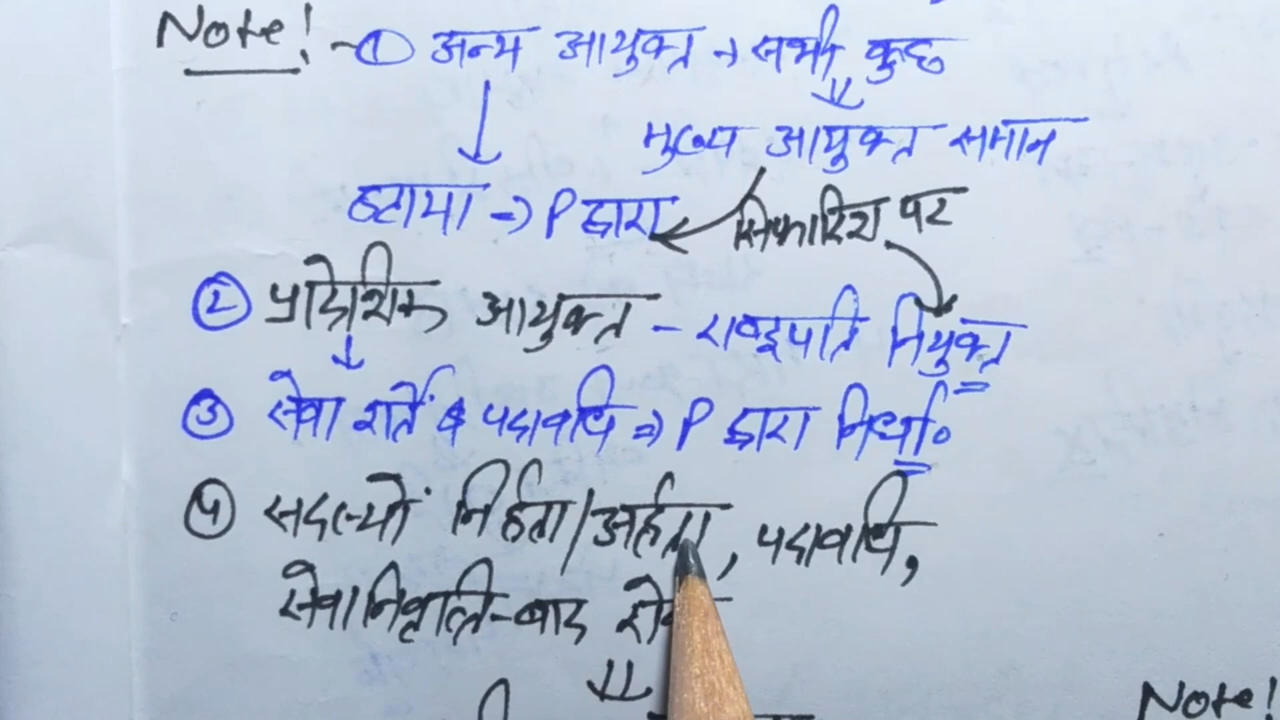 Note! - ① अन्य आयुक्त → सभी कुछ
मुख्य आयुक्त समान
हटाया ⇒ P द्वारा सिफारिश पर
② प्रादेशिक आयुक्त - राष्ट्रपति नियुक्त
③ सेवा शर्तें & पदावधि ⇒ P द्वारा निर्धा॰
④ सदस्यों निर्हता/अर्हता, पदावधि,
सेवानिवृत्ति-बाद
Note!